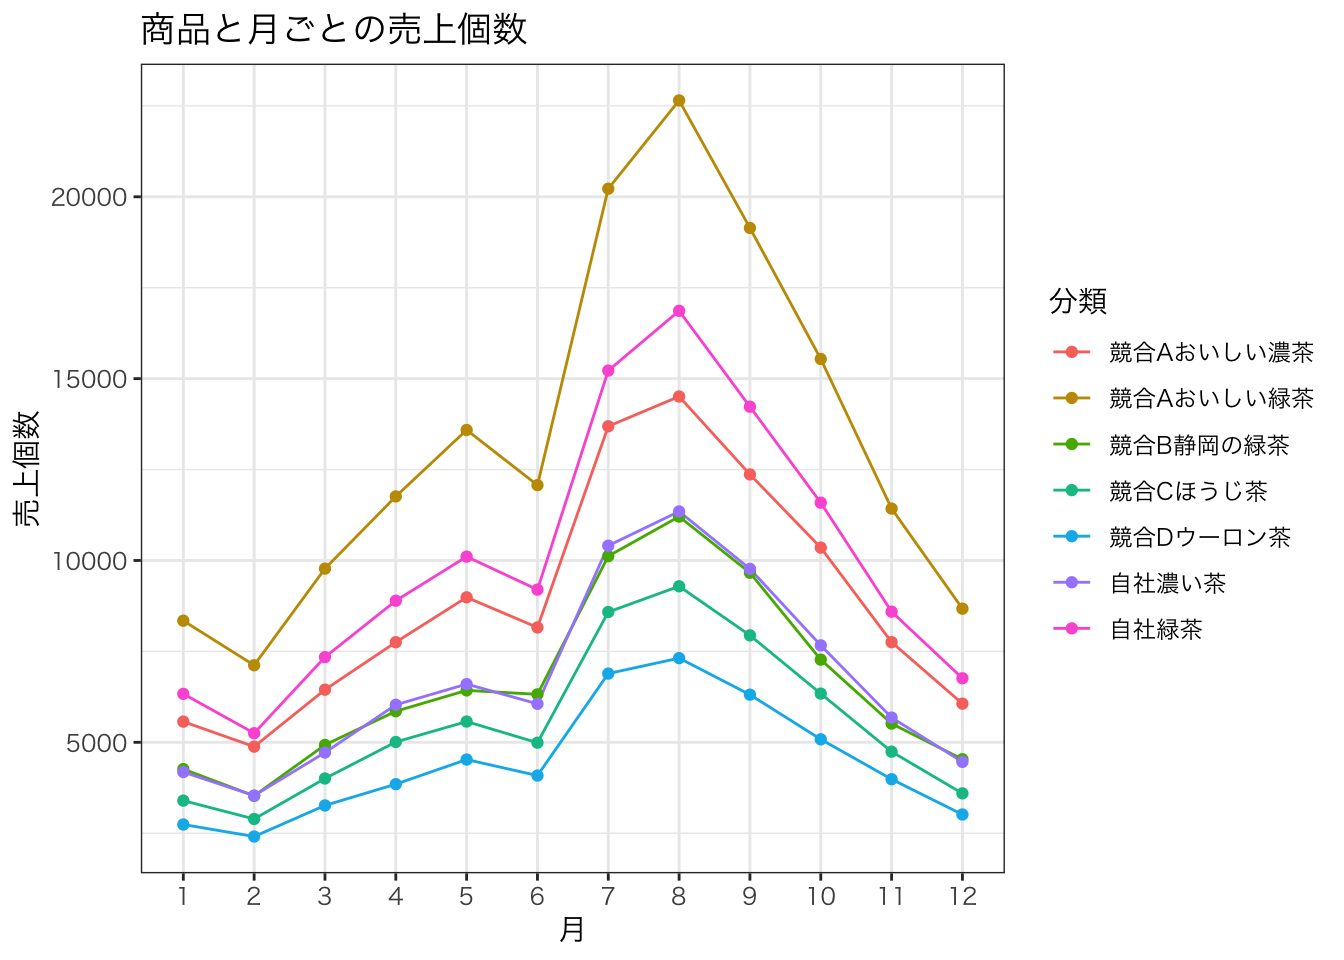 商品と月ごとの売上個数
売上個数
20000
15000
10000
5000
1 2 3 4 5 6 7 8 9 10 11 12
月
分類
競合Aおいしい濃茶
競合Aおいしい緑茶
競合B静岡の緑茶
競合Cほうじ茶
競合Dウーロン茶
自社濃い茶
自社緑茶